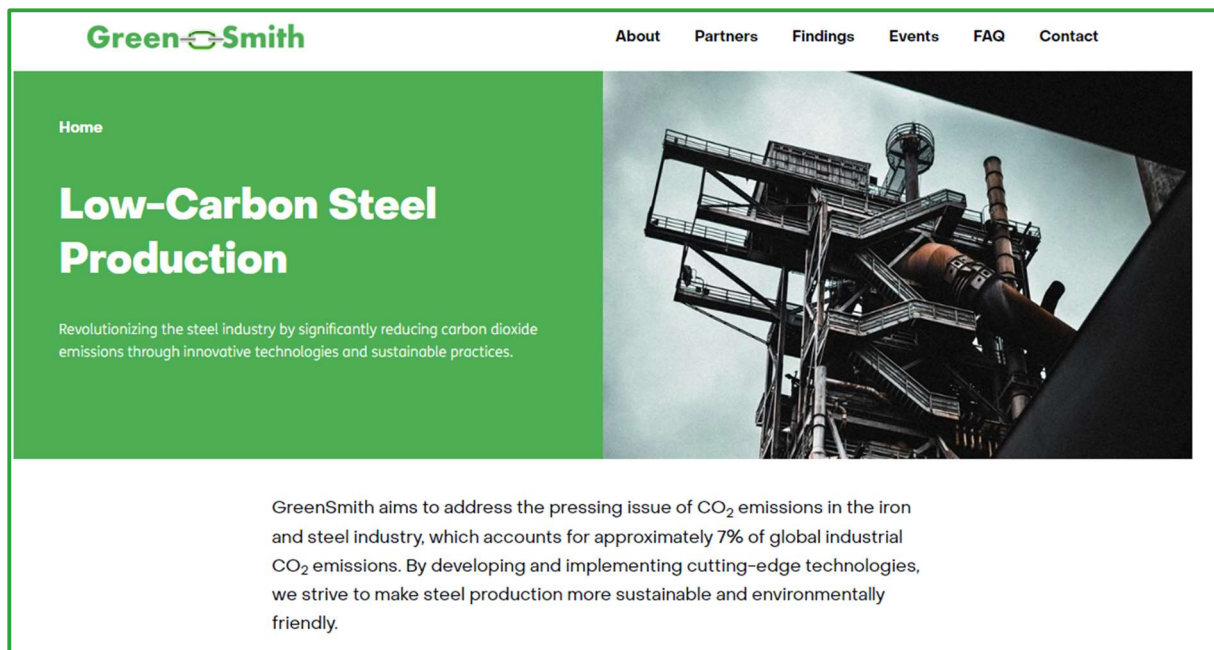 Green Smith
About Partners Findings Events FAQ Contact
Home
Low-Carbon Steel
Production
Revolutionizing the steel industry by significantly reducing carbon dioxide
emissions through innovative technologies and sustainable practices.
GreenSmith aims to address the pressing issue of CO₂ emissions in the iron
and steel industry, which accounts for approximately 7% of global industrial
CO₂ emissions. By developing and implementing cutting-edge technologies,
we strive to make steel production more sustainable and environmentally
friendly.